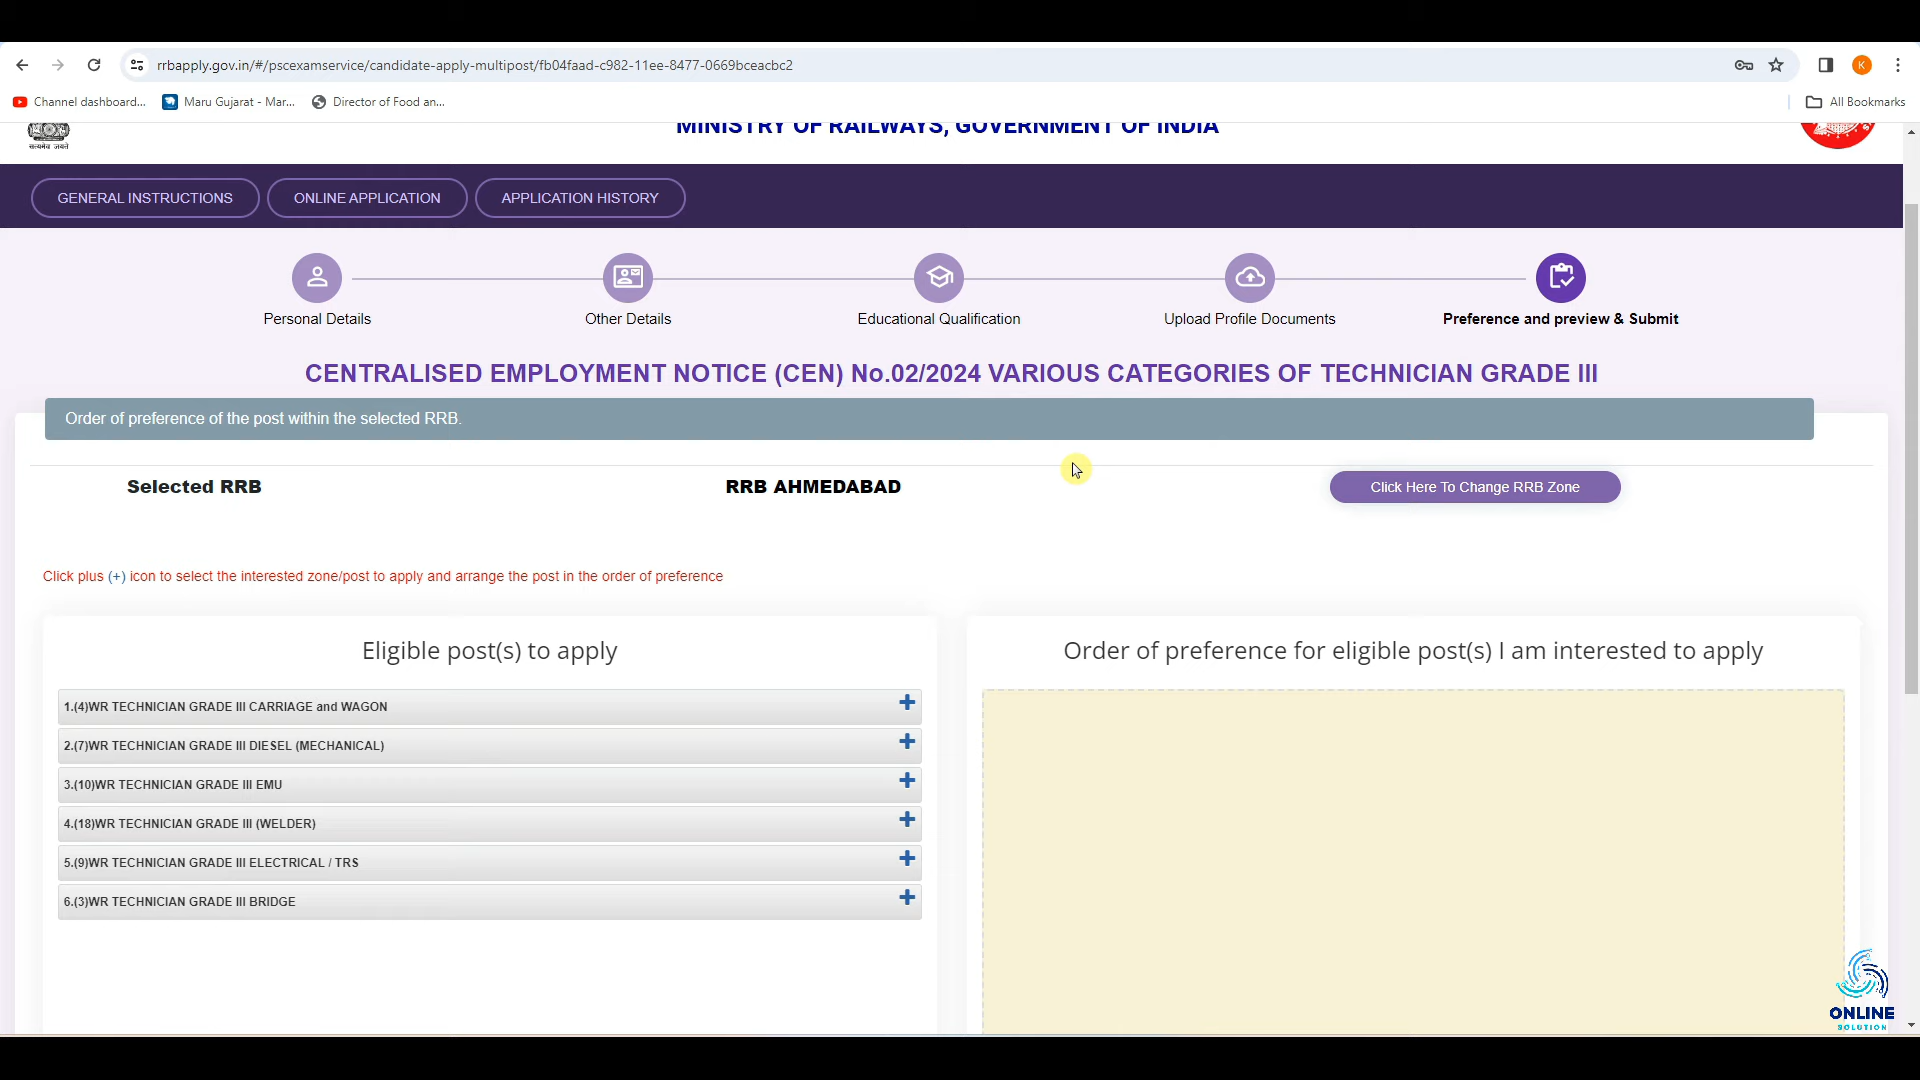 rrbapply.gov.in/#/pscexamservice/candidate-apply-multipost/fb04faad-c982-11ee-8477-0669bceacbc2
K
Channel dashboard...
Maru Gujarat - Mar...
Director of Food an...
All Bookmarks
सत्यमेव जयते
MINISTRY OF RAILWAYS, GOVERNMENT OF INDIA
GENERAL INSTRUCTIONS
ONLINE APPLICATION
APPLICATION HISTORY
Personal Details
Other Details
Educational Qualification
Upload Profile Documents
Preference and preview & Submit
CENTRALISED EMPLOYMENT NOTICE (CEN) No.02/2024 VARIOUS CATEGORIES OF TECHNICIAN GRADE III
Order of preference of the post within the selected RRB.
Selected RRB
RRB AHMEDABAD
Click Here To Change RRB Zone
Click plus (+) icon to select the interested zone/post to apply and arrange the post in the order of preference
Eligible post(s) to apply
1.(4)WR TECHNICIAN GRADE III CARRIAGE and WAGON
2.(7)WR TECHNICIAN GRADE III DIESEL (MECHANICAL)
3.(10)WR TECHNICIAN GRADE III EMU
4.(18)WR TECHNICIAN GRADE III (WELDER)
5.(9)WR TECHNICIAN GRADE III ELECTRICAL / TRS
6.(3)WR TECHNICIAN GRADE III BRIDGE
Order of preference for eligible post(s) I am interested to apply
ONLINE
SOLUTION